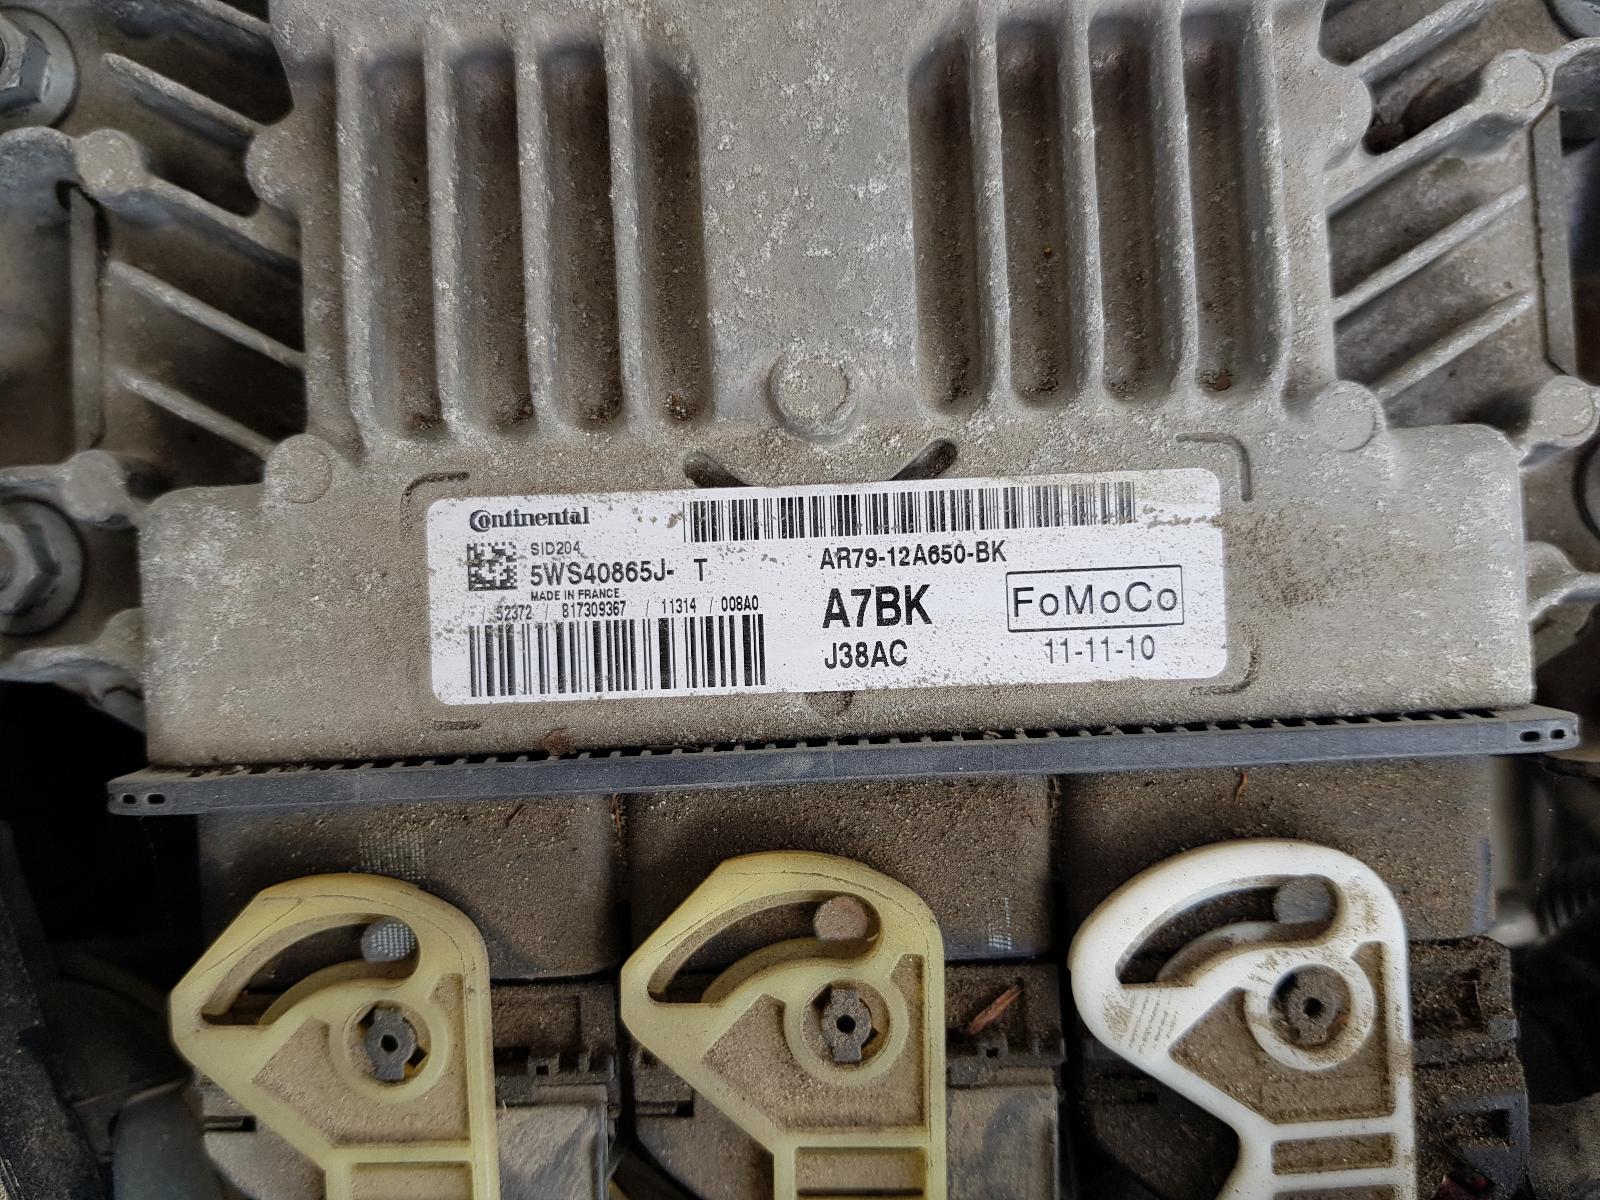 Continental
SID204
5WS40865J- T
MADE IN FRANCE
/ 52372 / 817309367 / 11314 / 008A0
AR79-12A650-BK
A7BK
J38AC
FoMoCo
11-11-10